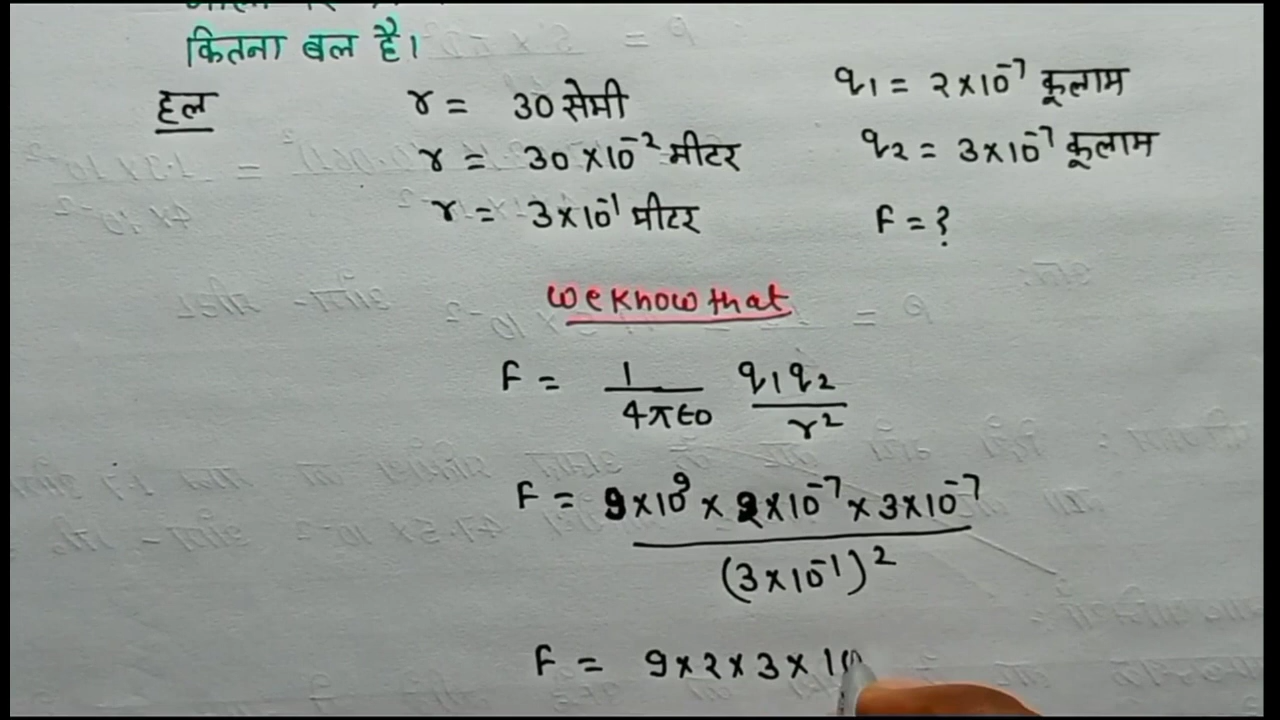 कितना बल है।
हल r = 30 सेमी q1 = 2×10⁻⁷ कूलाम
r = 30×10⁻² मीटर q2 = 3×10⁻⁷ कूलाम
r = 3×10⁻¹ मीटर F = ?
we know that
F = 1/4πϵ0 q1q2/r²
F = 9×10⁹ × 2×10⁻⁷ × 3×10⁻⁷
(3×10⁻¹)²
F = 9×2×3×10